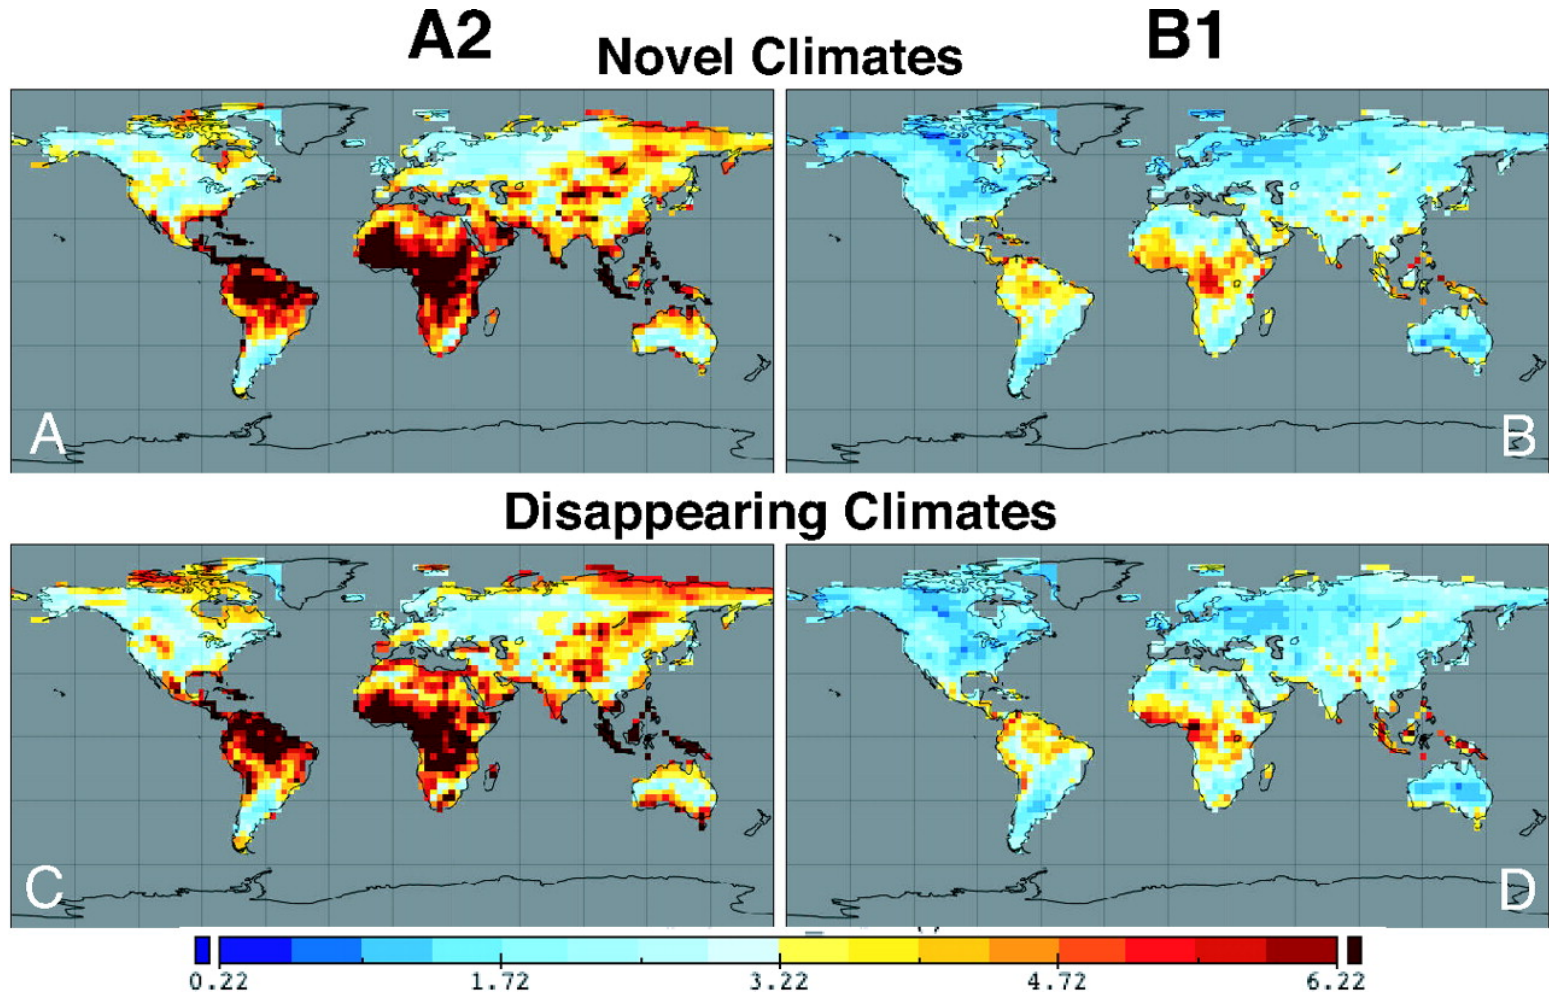 A2
B1
Novel Climates
A
B
Disappearing Climates
C
D
0.22 1.72 3.22 4.72 6.22